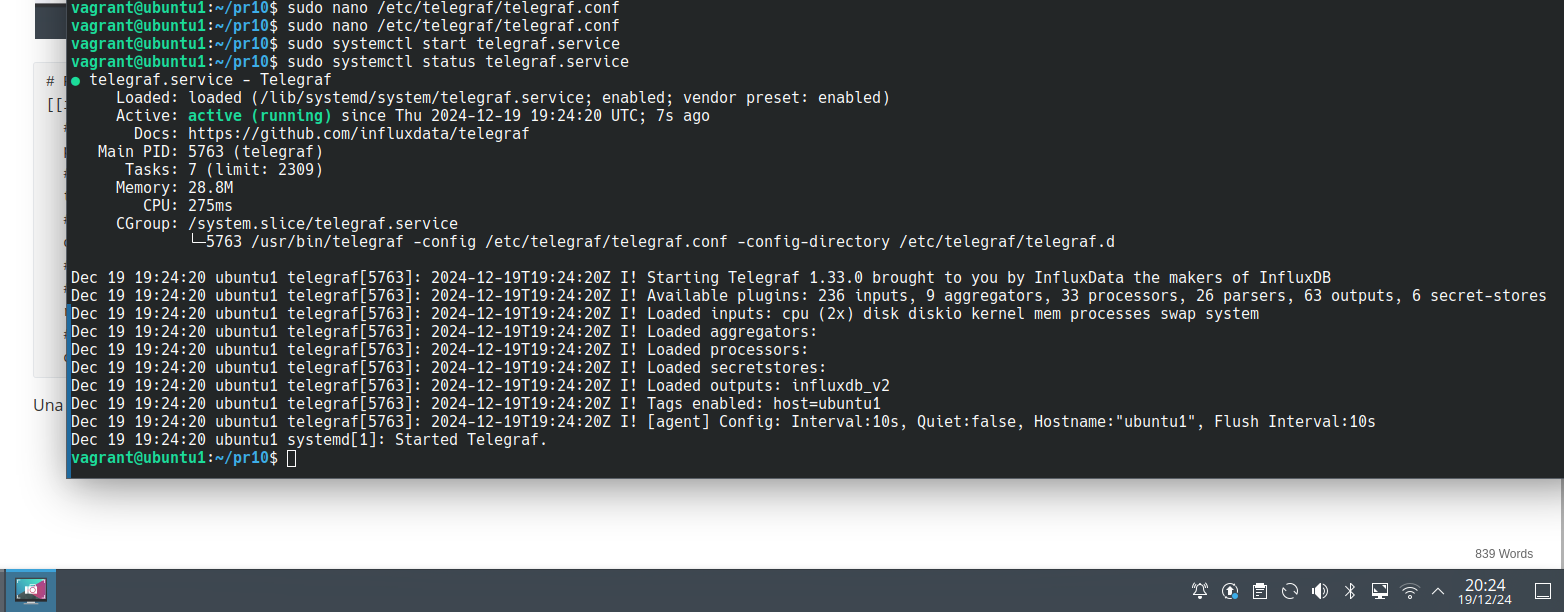 vagrant@ubuntu1:~/pr10$ sudo nano /etc/telegraf/telegraf.conf
vagrant@ubuntu1:~/pr10$ sudo nano /etc/telegraf/telegraf.conf
vagrant@ubuntu1:~/pr10$ sudo systemctl start telegraf.service
vagrant@ubuntu1:~/pr10$ sudo systemctl status telegraf.service
● telegraf.service - Telegraf
Loaded: loaded (/lib/systemd/system/telegraf.service; enabled; vendor preset: enabled)
Active: active (running) since Thu 2024-12-19 19:24:20 UTC; 7s ago
Docs: https://github.com/influxdata/telegraf
Main PID: 5763 (telegraf)
Tasks: 7 (limit: 2309)
Memory: 28.8M
CPU: 275ms
CGroup: /system.slice/telegraf.service
└─5763 /usr/bin/telegraf -config /etc/telegraf/telegraf.conf -config-directory /etc/telegraf/telegraf.d
Dec 19 19:24:20 ubuntu1 telegraf[5763]: 2024-12-19T19:24:20Z I! Starting Telegraf 1.33.0 brought to you by InfluxData the makers of InfluxDB
Dec 19 19:24:20 ubuntu1 telegraf[5763]: 2024-12-19T19:24:20Z I! Available plugins: 236 inputs, 9 aggregators, 33 processors, 26 parsers, 63 outputs, 6 secret-stores
Dec 19 19:24:20 ubuntu1 telegraf[5763]: 2024-12-19T19:24:20Z I! Loaded inputs: cpu (2x) disk diskio kernel mem processes swap system
Dec 19 19:24:20 ubuntu1 telegraf[5763]: 2024-12-19T19:24:20Z I! Loaded aggregators:
Dec 19 19:24:20 ubuntu1 telegraf[5763]: 2024-12-19T19:24:20Z I! Loaded processors:
Dec 19 19:24:20 ubuntu1 telegraf[5763]: 2024-12-19T19:24:20Z I! Loaded secretstores:
Dec 19 19:24:20 ubuntu1 telegraf[5763]: 2024-12-19T19:24:20Z I! Loaded outputs: influxdb_v2
Dec 19 19:24:20 ubuntu1 telegraf[5763]: 2024-12-19T19:24:20Z I! Tags enabled: host=ubuntu1
Dec 19 19:24:20 ubuntu1 telegraf[5763]: 2024-12-19T19:24:20Z I! [agent] Config: Interval:10s, Quiet:false, Hostname:"ubuntu1", Flush Interval:10s
Dec 19 19:24:20 ubuntu1 systemd[1]: Started Telegraf.
vagrant@ubuntu1:~/pr10$
#
[[
Una
839 Words
20:24
19/12/24